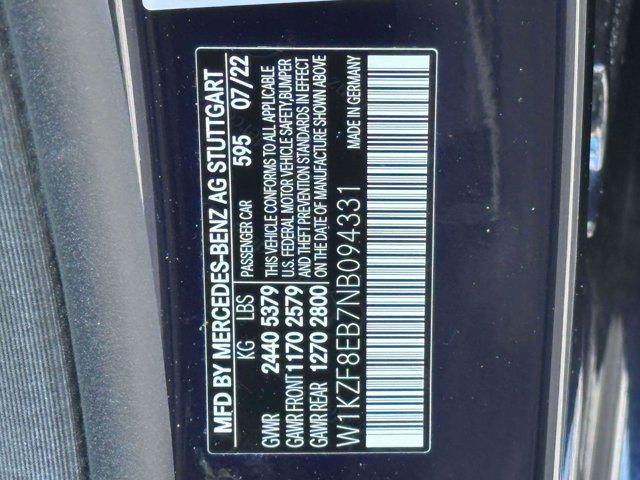 MFD BY MERCEDES-BENZ AG STUTTGART
KG LBS PASSENGER CAR 595 07/22
GVWR 2440 5379 THIS VEHICLE CONFORMS TO ALL APPLICABLE
GAWR FRONT 1170 2579 U.S. FEDERAL MOTOR VEHICLE SAFETY, BUMPER
AND THEFT PREVENTION STANDARDS IN EFFECT
GAWR REAR 1270 2800 ON THE DATE OF MANUFACTURE SHOWN ABOVE
W1KZF8EB7NB094331 MADE IN GERMANY